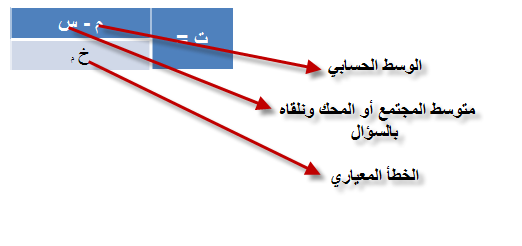 ت =
م - س
خ م
الوسط الحسابي
متوسط المجتمع أو المحك ونلقاه
بالسؤال
الخطأ المعياري